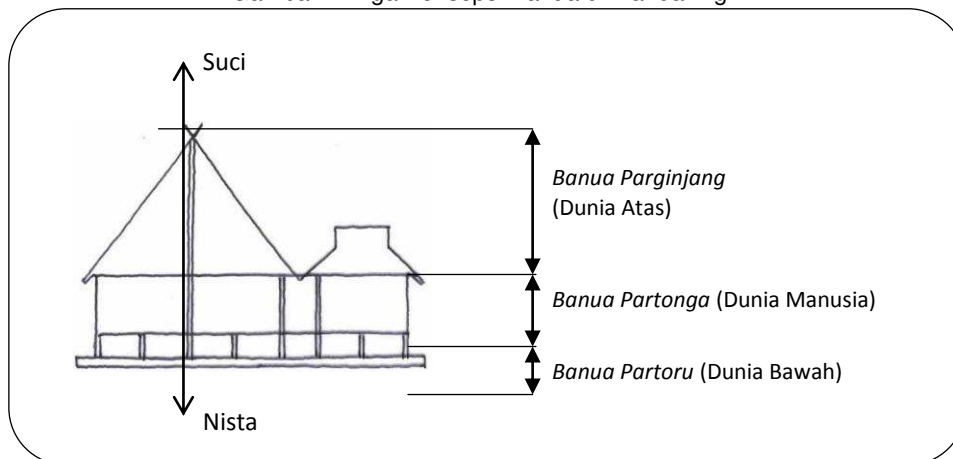 Suci
Banua Parginjang
(Dunia Atas)
Banua Partonga (Dunia Manusia)
Banua Partoru (Dunia Bawah)
Nista